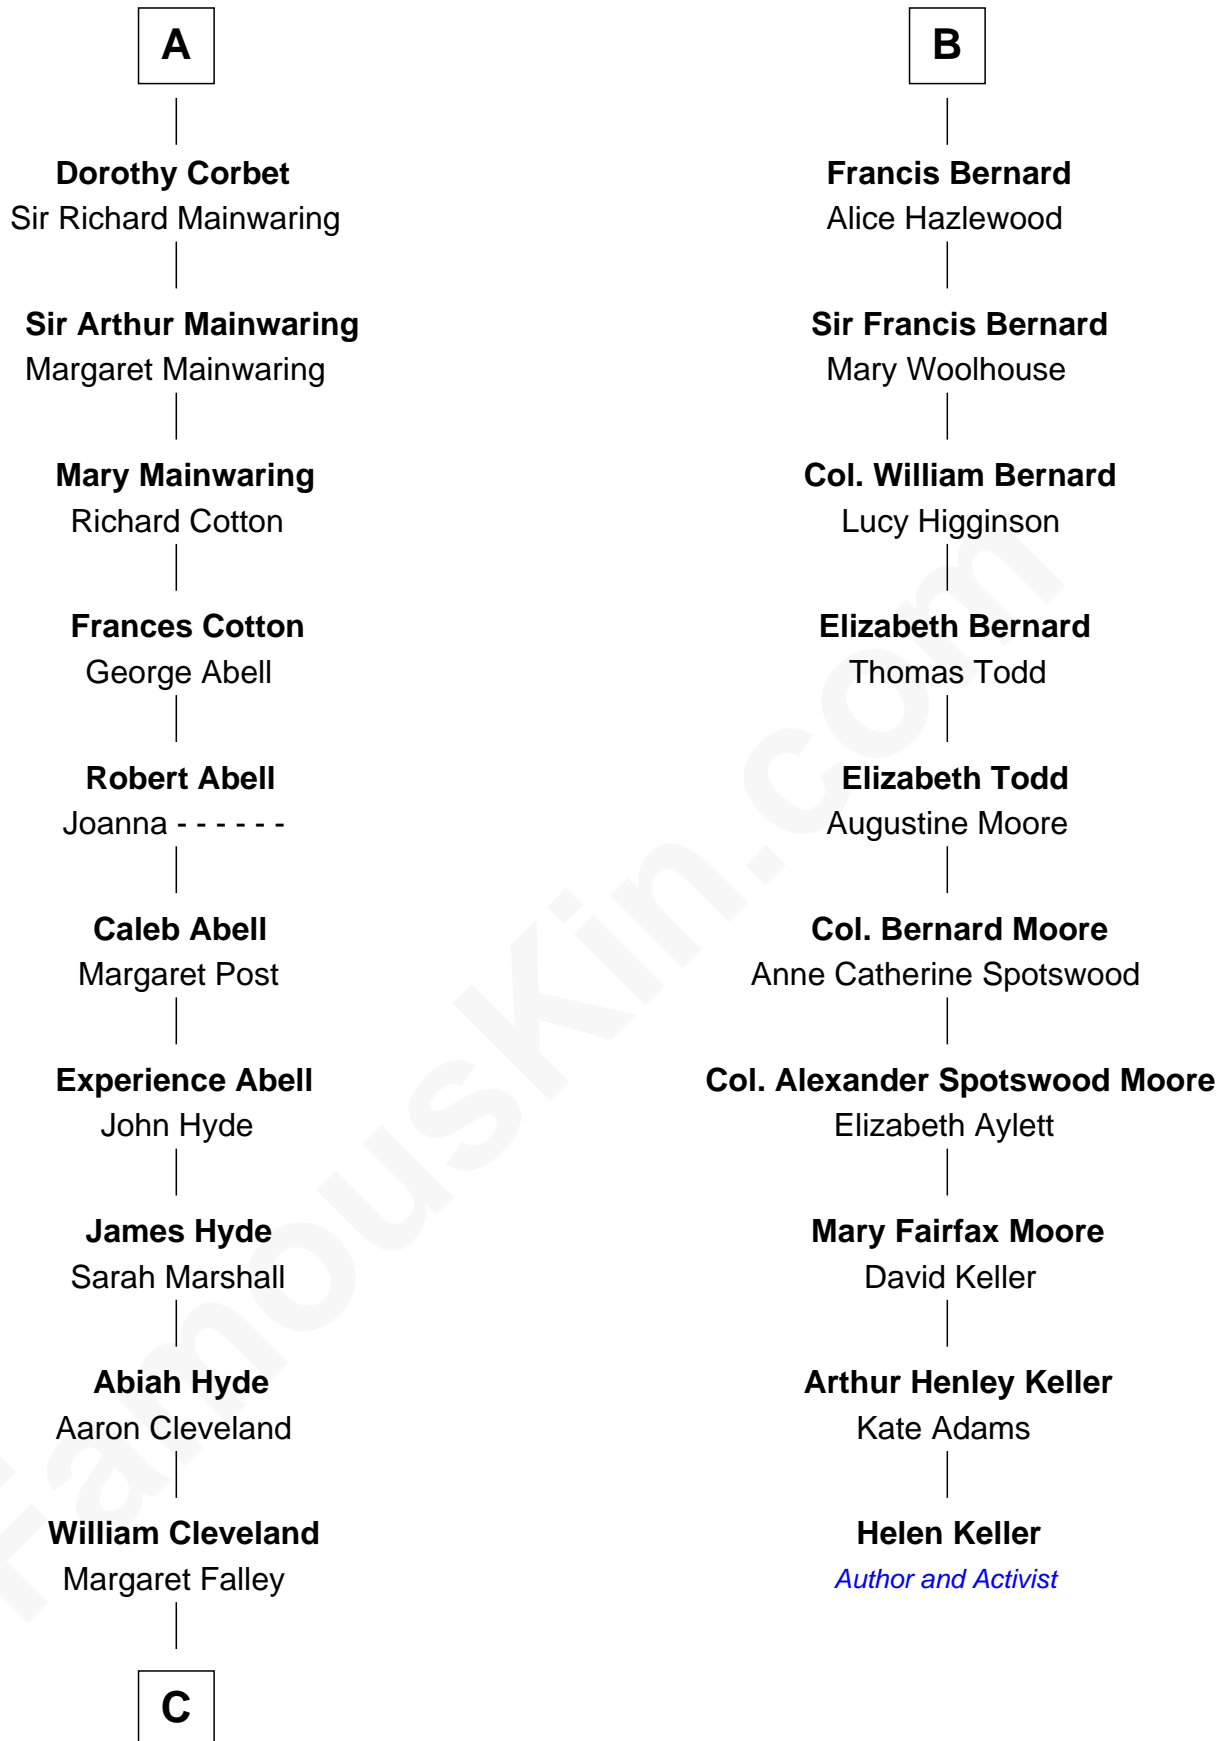 A
Dorothy Corbet
Sir Richard Mainwaring
Sir Arthur Mainwaring
Margaret Mainwaring
Mary Mainwaring
Richard Cotton
Frances Cotton
George Abell
Robert Abell
Joanna - - - - - -
Caleb Abell
Margaret Post
Experience Abell
John Hyde
James Hyde
Sarah Marshall
Abiah Hyde
Aaron Cleveland
William Cleveland
Margaret Falley
C
B
Francis Bernard
Alice Hazlewood
Sir Francis Bernard
Mary Woolhouse
Col. William Bernard
Lucy Higginson
Elizabeth Bernard
Thomas Todd
Elizabeth Todd
Augustine Moore
Col. Bernard Moore
Anne Catherine Spotswood
Col. Alexander Spotswood Moore
Elizabeth Aylett
Mary Fairfax Moore
David Keller
Arthur Henley Keller
Kate Adams
Helen Keller
Author and Activist
FamousKin.com